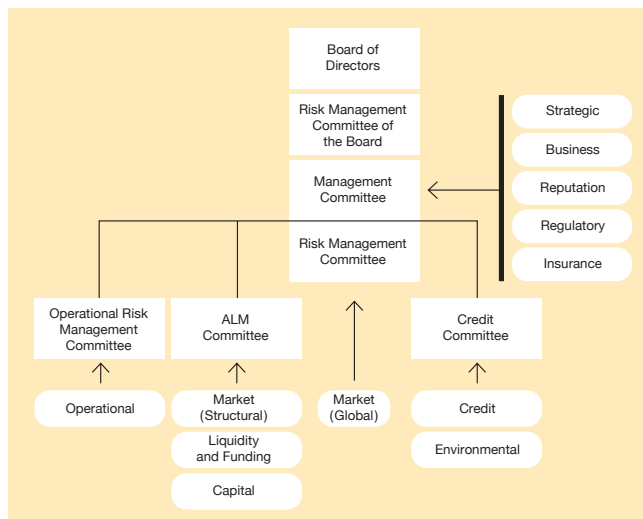 Board of
Directors
Risk Management
Committee of
the Board
Management
Committee
Risk Management
Committee
Strategic
Business
Reputation
Regulatory
Insurance
Operational Risk
Management
Committee
ALM
Committee
Credit
Committee
Operational
Market
(Structural)
Liquidity
and Funding
Capital
Market
(Global)
Credit
Environmental